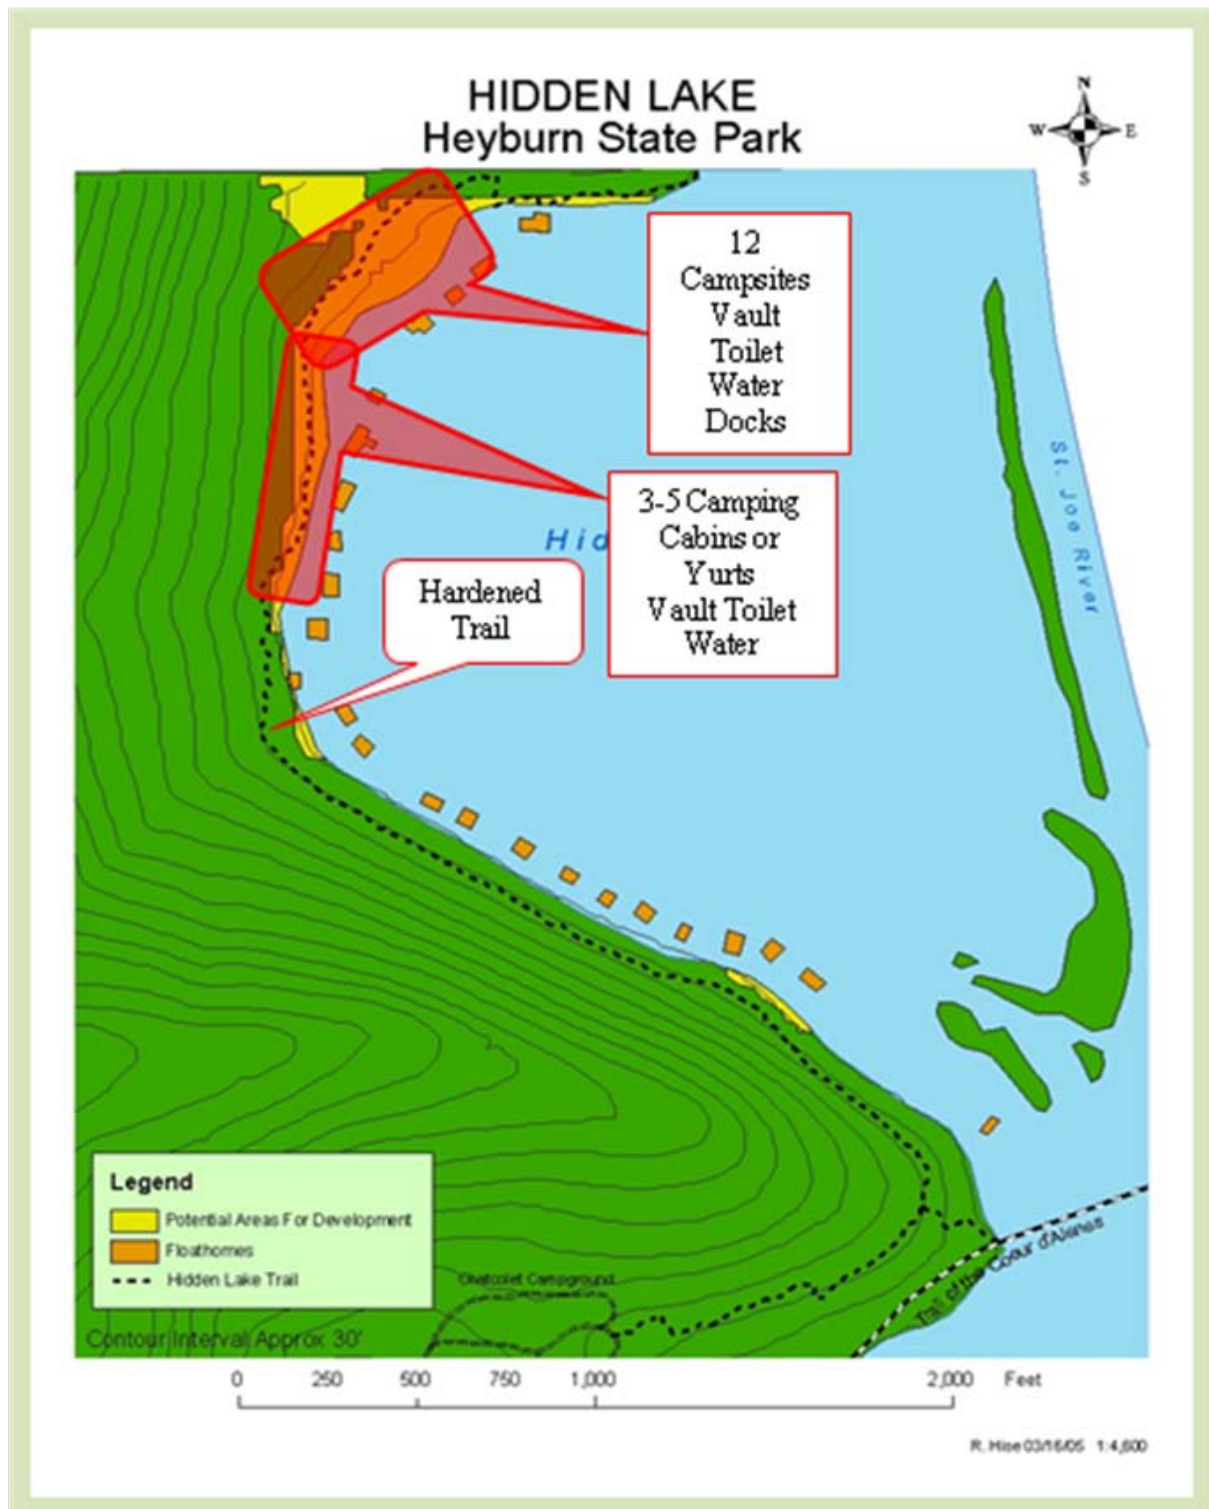 HIDDEN LAKE
Heyburn State Park
N
W
E
S
12
Campsites
Vault
Toilet
Water
Docks
3-5 Camping
Cabins or
Yurts
Vault Toilet
Water
Hid
St. Joe River
Hardened
Trail
Legend
Potential Areas For Development
Floathomes
Hidden Lake Trail
Chatcolet Campground
Trail of the Coeur d'Alenes
Contour Interval Approx 30'
0 250 500 750 1,000 2,000 Feet
R. Hise 03/16/05 1:4,600